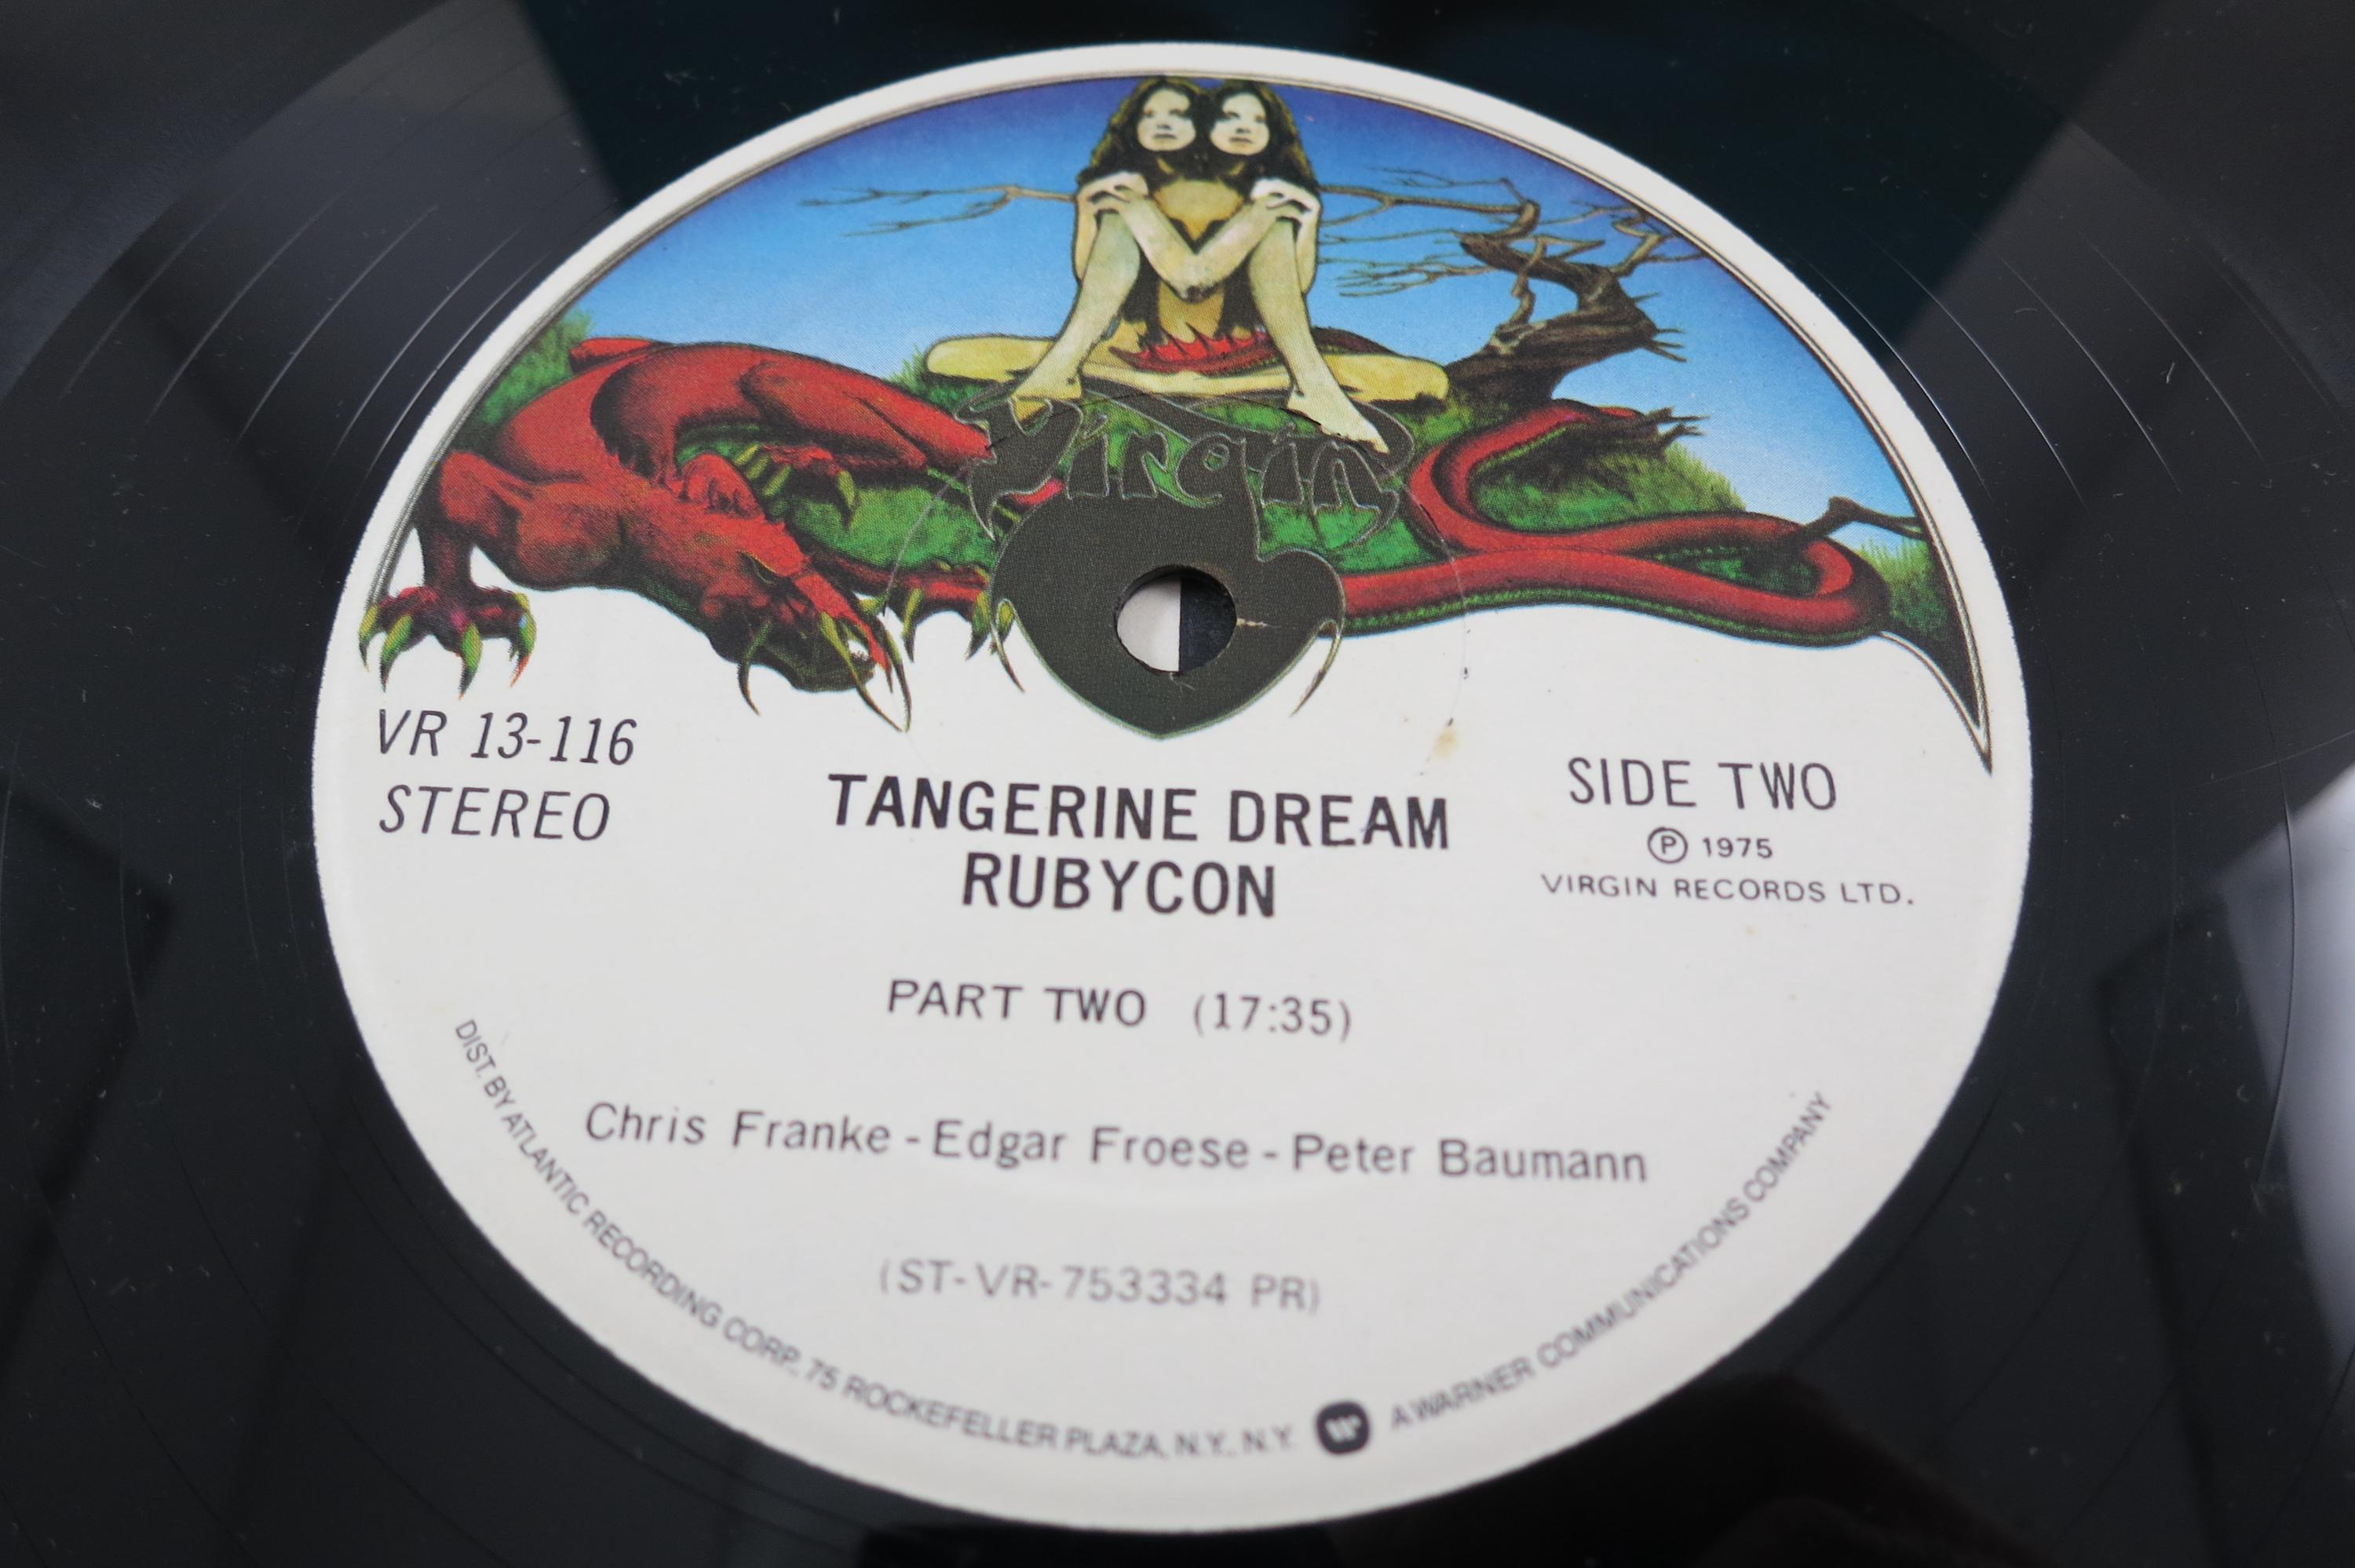 Virgin
VR 13-116
STEREO
TANGERINE DREAM
RUBYCON
SIDE TWO
Ⓟ 1975
VIRGIN RECORDS LTD.
PART TWO (17:35)
Chris Franke - Edgar Froese - Peter Baumann
(ST-VR-753334 PR)
DIST. BY ATLANTIC RECORDING CORP., 75 ROCKEFELLER PLAZA, N.Y., N.Y. W A WARNER COMMUNICATIONS COMPANY